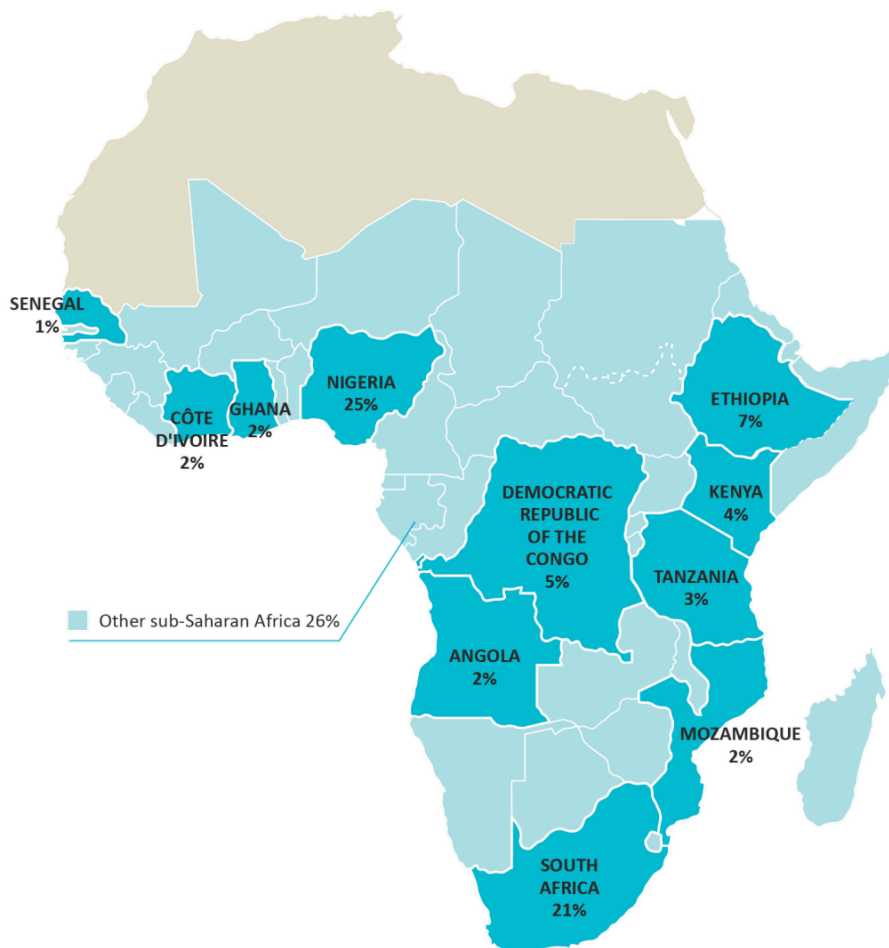 SENEGAL
1%
CÔTE
D'IVOIRE
2%
GHANA
2%
NIGERIA
25%
ETHIOPIA
7%
DEMOCRATIC
REPUBLIC
OF THE
CONGO
5%
KENYA
4%
TANZANIA
3%
Other sub-Saharan Africa 26%
ANGOLA
2%
MOZAMBIQUE
2%
SOUTH
AFRICA
21%